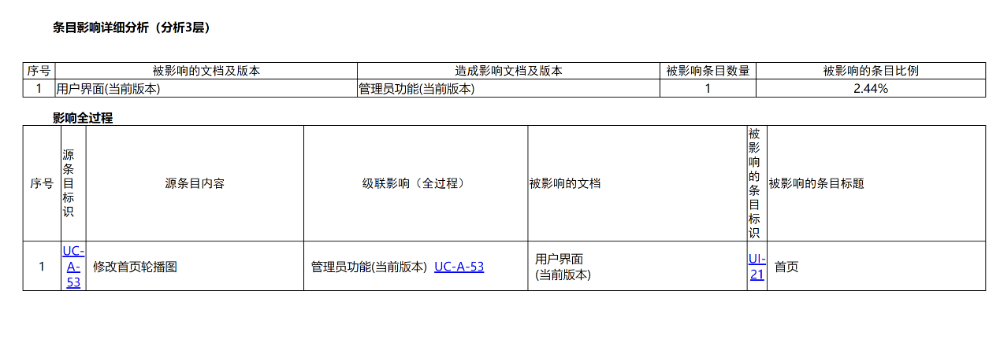 条目影响详细分析（分析3层）
序号 被影响的文档及版本 造成影响文档及版本 被影响条目数量 被影响的条目比例
1 用户界面(当前版本) 管理员功能(当前版本) 1 2.44%
影响全过程
序号 源条目标识 源条目内容 级联影响（全过程） 被影响的文档 被影响的条目标识 被影响的条目标题
1 UC-A-53 修改首页轮播图 管理员功能(当前版本) UC-A-53 用户界面(当前版本) UI-21 首页